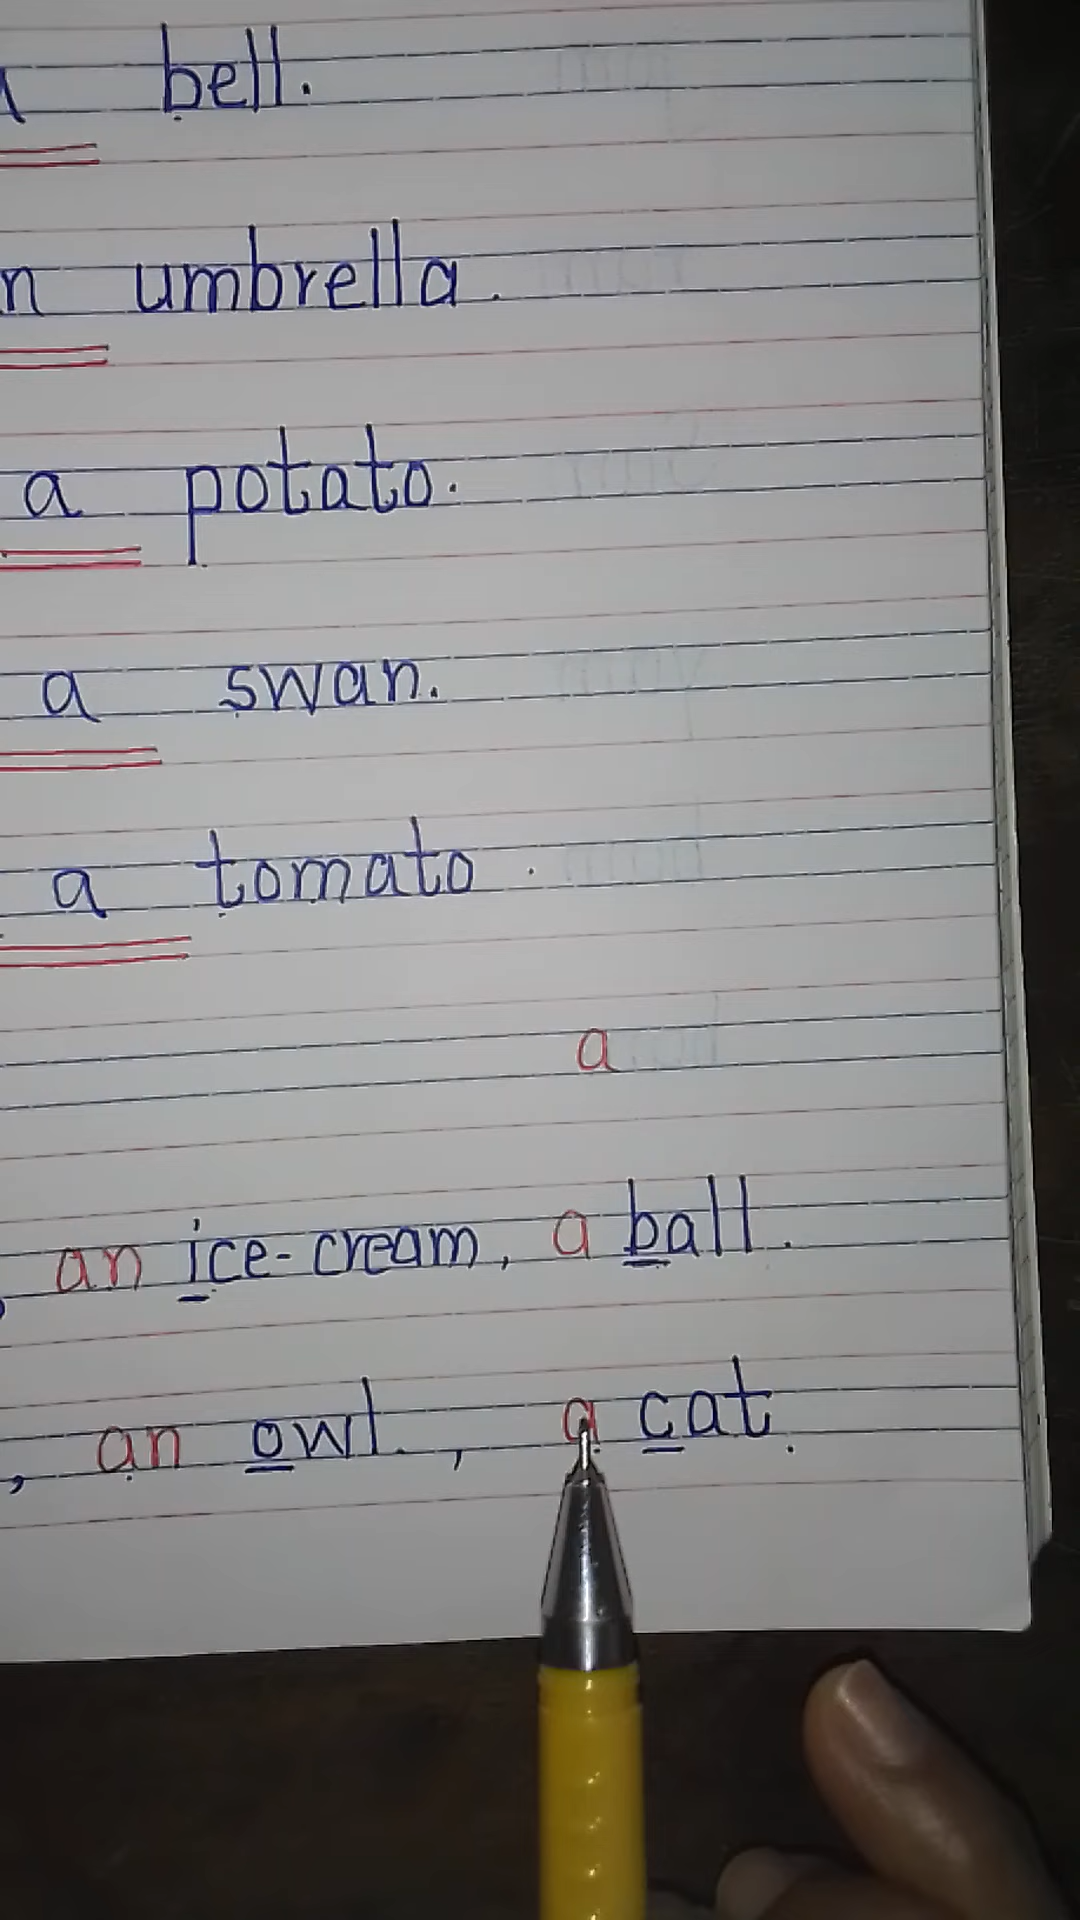 a bell.
n umbrella.
a potato.
a swan.
a tomato.
a
, an ice-cream, a ball.
, an owl, a cat.